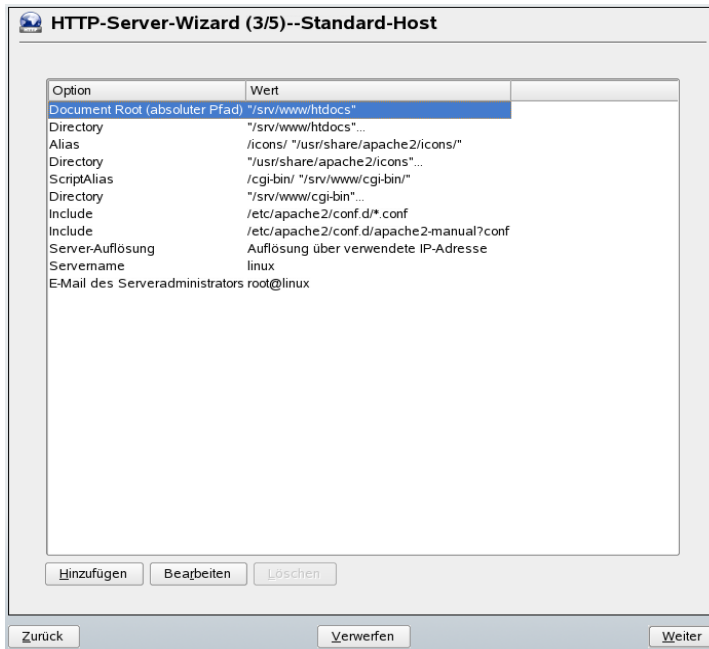 HTTP-Server-Wizard (3/5)--Standard-Host
Option Wert
Document Root (absoluter Pfad) "/srv/www/htdocs"
Directory "/srv/www/htdocs"...
Alias /icons/ "/usr/share/apache2/icons/"
Directory "/usr/share/apache2/icons"...
ScriptAlias /cgi-bin/ "/srv/www/cgi-bin/"
Directory "/srv/www/cgi-bin"...
Include /etc/apache2/conf.d/*.conf
Include /etc/apache2/conf.d/apache2-manual?conf
Server-Auflösung Auflösung über verwendete IP-Adresse
Servername linux
E-Mail des Serveradministrators root@linux
Hinzufügen Bearbeiten Löschen
Zurück Verwerfen Weiter